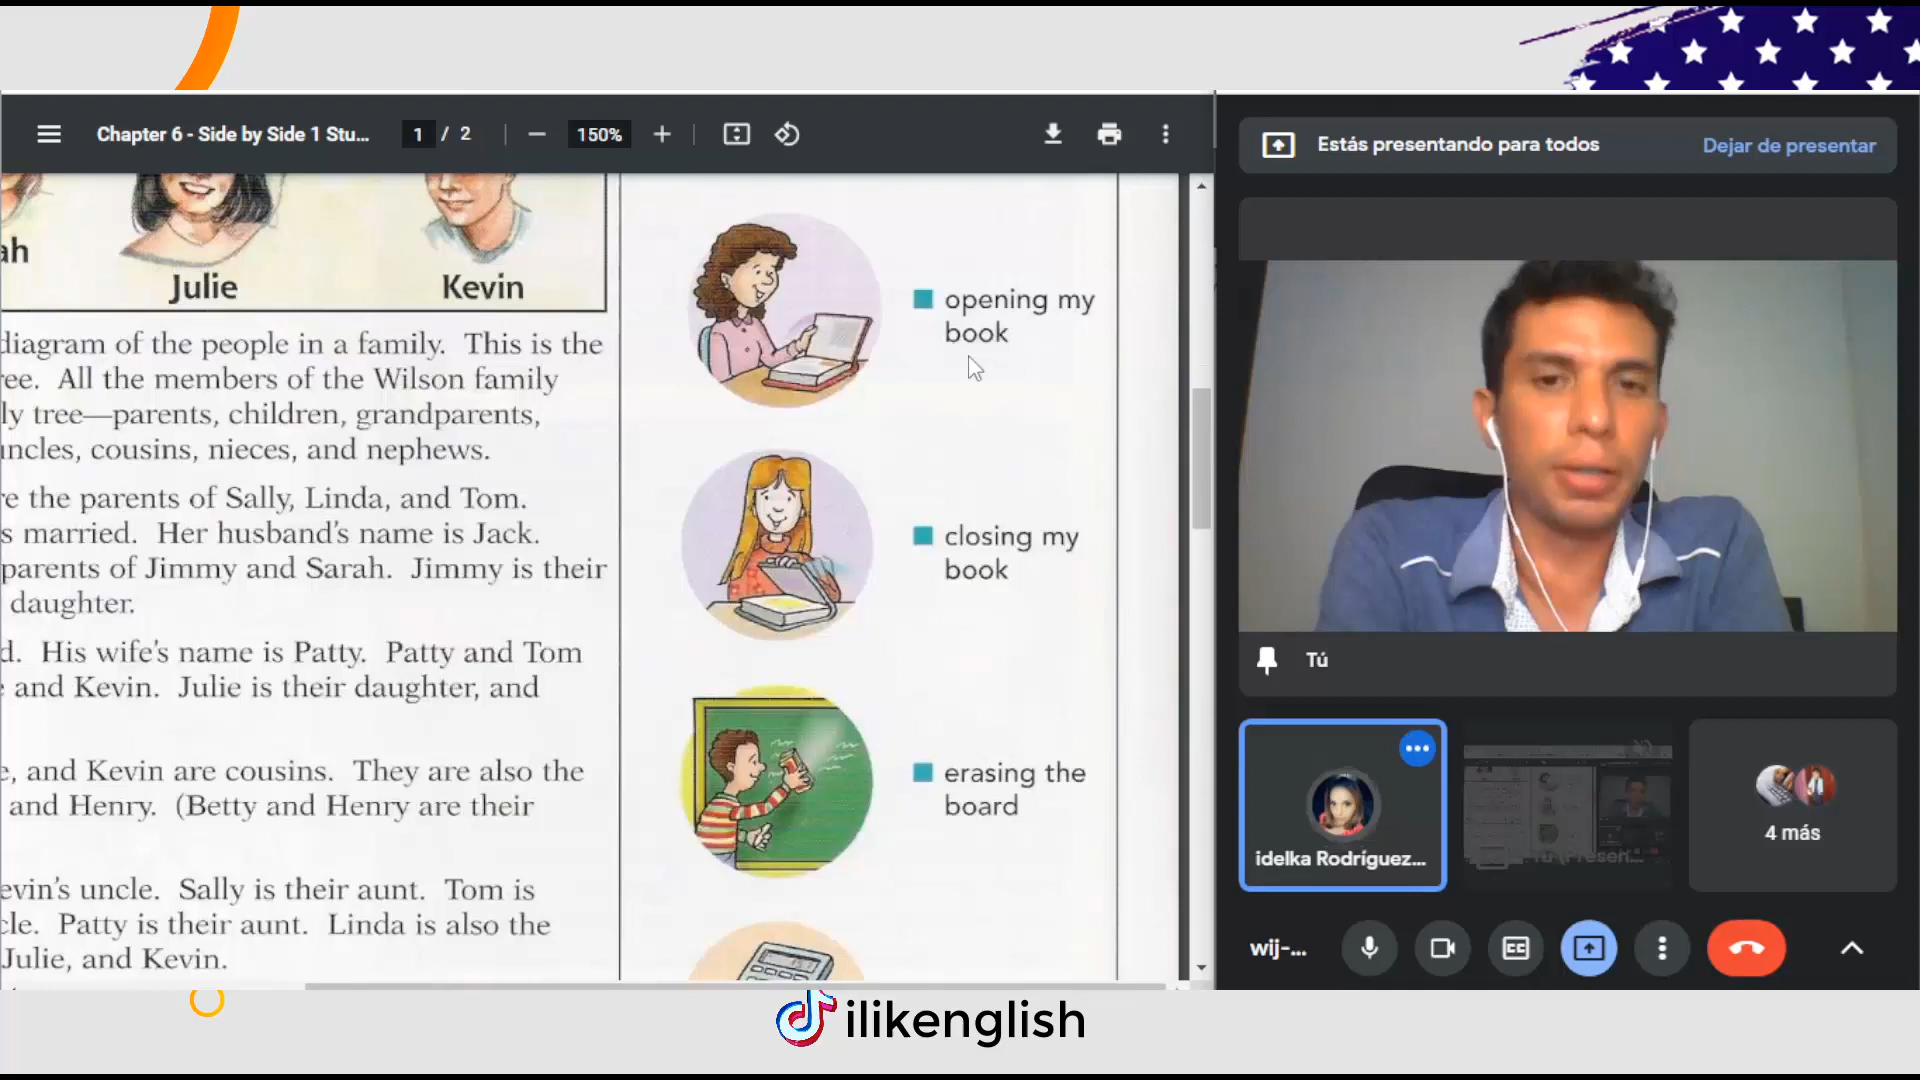 Chapter 6 - Side by Side 1 Stu...
1 / 2
150%
ah
Julie
Kevin
diagram of the people in a family. This is the
ree. All the members of the Wilson family
ly tree—parents, children, grandparents,
uncles, cousins, nieces, and nephews.
re the parents of Sally, Linda, and Tom.
s married. Her husband's name is Jack.
parents of Jimmy and Sarah. Jimmy is their
daughter.
d. His wife's name is Patty. Patty and Tom
e and Kevin. Julie is their daughter, and
e, and Kevin are cousins. They are also the
and Henry. (Betty and Henry are their
evin's uncle. Sally is their aunt. Tom is
cle. Patty is their aunt. Linda is also the
Julie, and Kevin.
opening my
book
closing my
book
erasing the
board
Estás presentando para todos
Dejar de presentar
Tú
idelka Rodríguez...
Tú (Presen...
4 más
wij-...
CC
ilikenglish